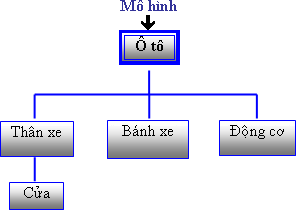 Mô hình
Ô tô
Thân xe
Bánh xe
Động cơ
Cửa